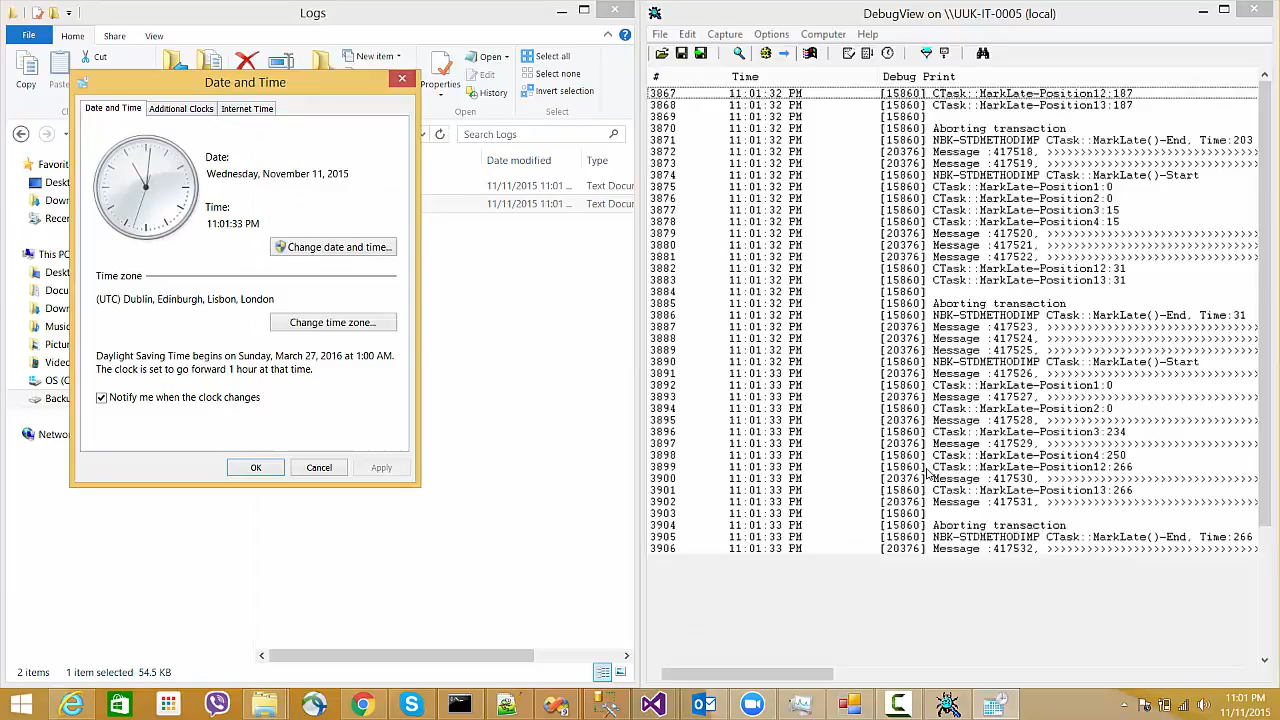 Logs
File
Home
Share
View
Copy
Paste
Cut
New item
Properties
Open
Edit
History
Select all
Select none
Invert selection
Open
Select
Search Logs
Date modified
Type
11/11/2015 11:01 ...
Text Docu
11/11/2015 11:01 ...
Text Docu
Favorit
Deskt
Down
Recer
This PC
Deskt
Docu
Down
Music
Pictur
Video
OS (C
Backu
Netwo
Date and Time
Date and Time
Additional Clocks
Internet Time
Date:
Wednesday, November 11, 2015
Time:
11:01:33 PM
Change date and time...
Time zone
(UTC) Dublin, Edinburgh, Lisbon, London
Change time zone...
Daylight Saving Time begins on Sunday, March 27, 2016 at 1:00 AM.
The clock is set to go forward 1 hour at that time.
Notify me when the clock changes
OK
Cancel
Apply
2 items 1 item selected 54.5 KB
DebugView on \\UUK-IT-0005 (local)
File Edit Capture Options Computer Help
# Time Debug Print
3867 11:01:32 PM [15860] CTask::MarkLate-Position12:187
3868 11:01:32 PM [15860] CTask::MarkLate-Position13:187
3869 11:01:32 PM [15860]
3870 11:01:32 PM [15860] Aborting transaction
3871 11:01:32 PM [15860] NBK-STDMETHODIMP CTask::MarkLate()-End, Time:203
3872 11:01:32 PM [20376] Message :417518, >>>>>>>>>>>>>>>>>>>>>>>>>>>>>>>>
3873 11:01:32 PM [20376] Message :417519, >>>>>>>>>>>>>>>>>>>>>>>>>>>>>>>>
3874 11:01:32 PM [15860] NBK-STDMETHODIMP CTask::MarkLate()-Start
3875 11:01:32 PM [15860] CTask::MarkLate-Position1:0
3876 11:01:32 PM [15860] CTask::MarkLate-Position2:0
3877 11:01:32 PM [15860] CTask::MarkLate-Position3:15
3878 11:01:32 PM [15860] CTask::MarkLate-Position4:15
3879 11:01:32 PM [20376] Message :417520, >>>>>>>>>>>>>>>>>>>>>>>>>>>>>>>>
3880 11:01:32 PM [20376] Message :417521, >>>>>>>>>>>>>>>>>>>>>>>>>>>>>>>>
3881 11:01:32 PM [20376] Message :417522, >>>>>>>>>>>>>>>>>>>>>>>>>>>>>>>>
3882 11:01:32 PM [15860] CTask::MarkLate-Position12:31
3883 11:01:32 PM [15860] CTask::MarkLate-Position13:31
3884 11:01:32 PM [15860]
3885 11:01:32 PM [15860] Aborting transaction
3886 11:01:32 PM [15860] NBK-STDMETHODIMP CTask::MarkLate()-End, Time:31
3887 11:01:32 PM [20376] Message :417523, >>>>>>>>>>>>>>>>>>>>>>>>>>>>>>>>
3888 11:01:32 PM [20376] Message :417524, >>>>>>>>>>>>>>>>>>>>>>>>>>>>>>>>
3889 11:01:32 PM [20376] Message :417525, >>>>>>>>>>>>>>>>>>>>>>>>>>>>>>>>
3890 11:01:32 PM [15860] NBK-STDMETHODIMP CTask::MarkLate()-Start
3891 11:01:32 PM [20376] Message :417526, >>>>>>>>>>>>>>>>>>>>>>>>>>>>>>>>
3892 11:01:33 PM [15860] CTask::MarkLate-Position1:0
3893 11:01:33 PM [20376] Message :417527, >>>>>>>>>>>>>>>>>>>>>>>>>>>>>>>>
3894 11:01:33 PM [15860] CTask::MarkLate-Position2:0
3895 11:01:33 PM [20376] Message :417528, >>>>>>>>>>>>>>>>>>>>>>>>>>>>>>>>
3896 11:01:33 PM [15860] CTask::MarkLate-Position3:234
3897 11:01:33 PM [20376] Message :417529, >>>>>>>>>>>>>>>>>>>>>>>>>>>>>>>>
3898 11:01:33 PM [15860] CTask::MarkLate-Position4:250
3899 11:01:33 PM [15860] CTask::MarkLate-Position12:266
3900 11:01:33 PM [20376] Message :417530, >>>>>>>>>>>>>>>>>>>>>>>>>>>>>>>>
3901 11:01:33 PM [15860] CTask::MarkLate-Position13:266
3902 11:01:33 PM [20376] Message :417531, >>>>>>>>>>>>>>>>>>>>>>>>>>>>>>>>
3903 11:01:33 PM [15860]
3904 11:01:33 PM [15860] Aborting transaction
3905 11:01:33 PM [15860] NBK-STDMETHODIMP CTask::MarkLate()-End, Time:266
3906 11:01:33 PM [20376] Message :417532, >>>>>>>>>>>>>>>>>>>>>>>>>>>>>>>>
11:01 PM
11/11/2015